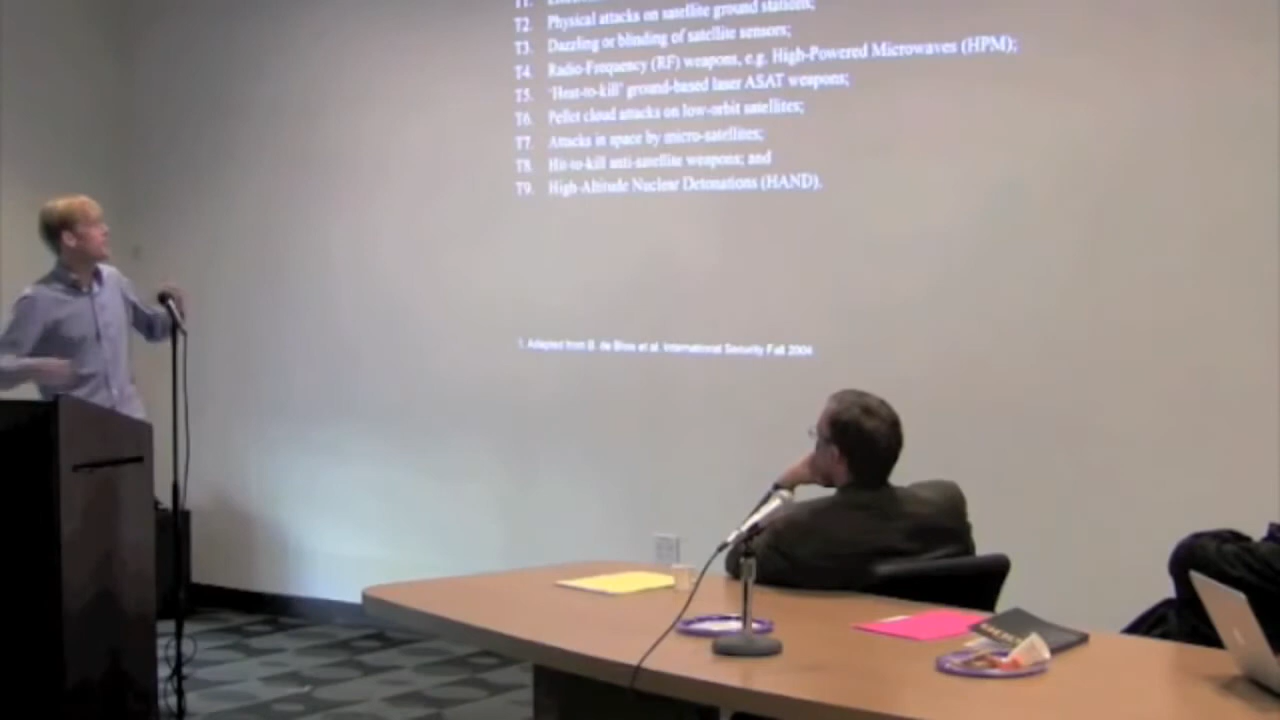 T1.
T2. Physical attacks on satellite ground stations;
T3. Dazzling or blinding of satellite sensors;
T4. Radio-Frequency (RF) weapons, e.g. High-Powered Microwaves (HPM);
T5. 'Heat-to-kill' ground-based laser ASAT weapons;
T6. Pellet cloud attacks on low-orbit satellites;
T7. Attacks in space by micro-satellites;
T8. Hit-to-kill anti-satellite weapons; and
T9. High-Altitude Nuclear Detonations (HAND).
1. Adapted from B. de Blois et al. International Security Fall 2004